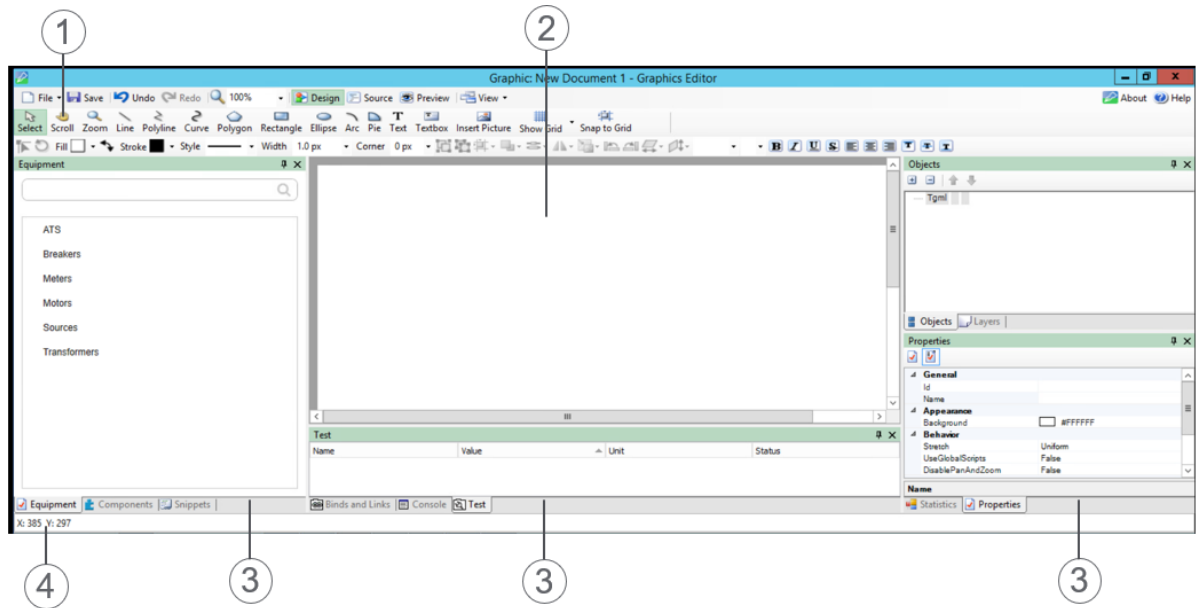 1
2
Graphic: New Document 1 - Graphics Editor
File Save Undo Redo 100% Design Source Preview View About Help
Select Scroll Zoom Line Polyline Curve Polygon Rectangle Ellipse Arc Pie Text Textbox Insert Picture Show Grid Snap to Grid
Fill Stroke Style Width 1.0 px Corner 0 px B I U S T T T
Equipment
ATS
Breakers
Meters
Motors
Sources
Transformers
Equipment Components Snippets
X: 385 Y: 297
Test
Name Value Unit Status
Binds and Links Console Test
Objects
Tgml
Objects Layers
Properties
General
Id
Name
Appearance
Background #FFFFFF
Behavior
Stretch Uniform
UseGlobalScripts False
DisablePanAndZoom False
Name
Statistics Properties
4
3
3
3